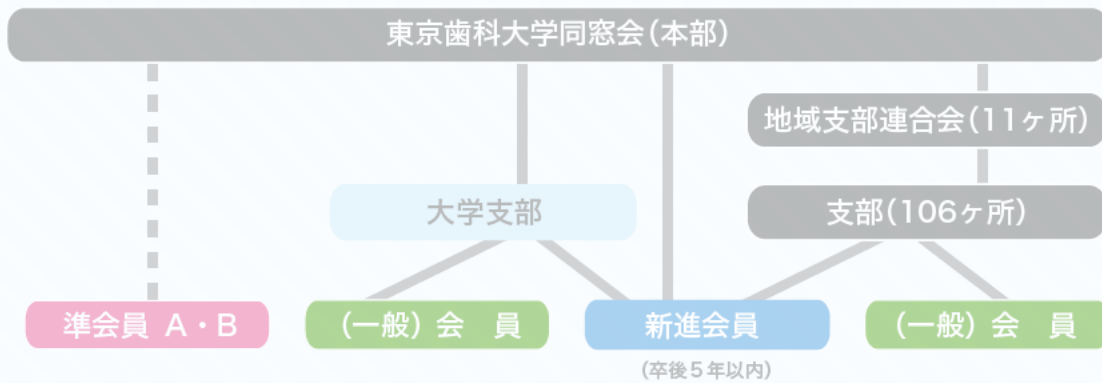 東京歯科大学同窓会(本部)
地域支部連合会(11ヶ所)
大学支部
支部(106ヶ所)
準会員 A・B
(一般) 会　員
新進会員
(一般) 会　員
(卒後5年以内)